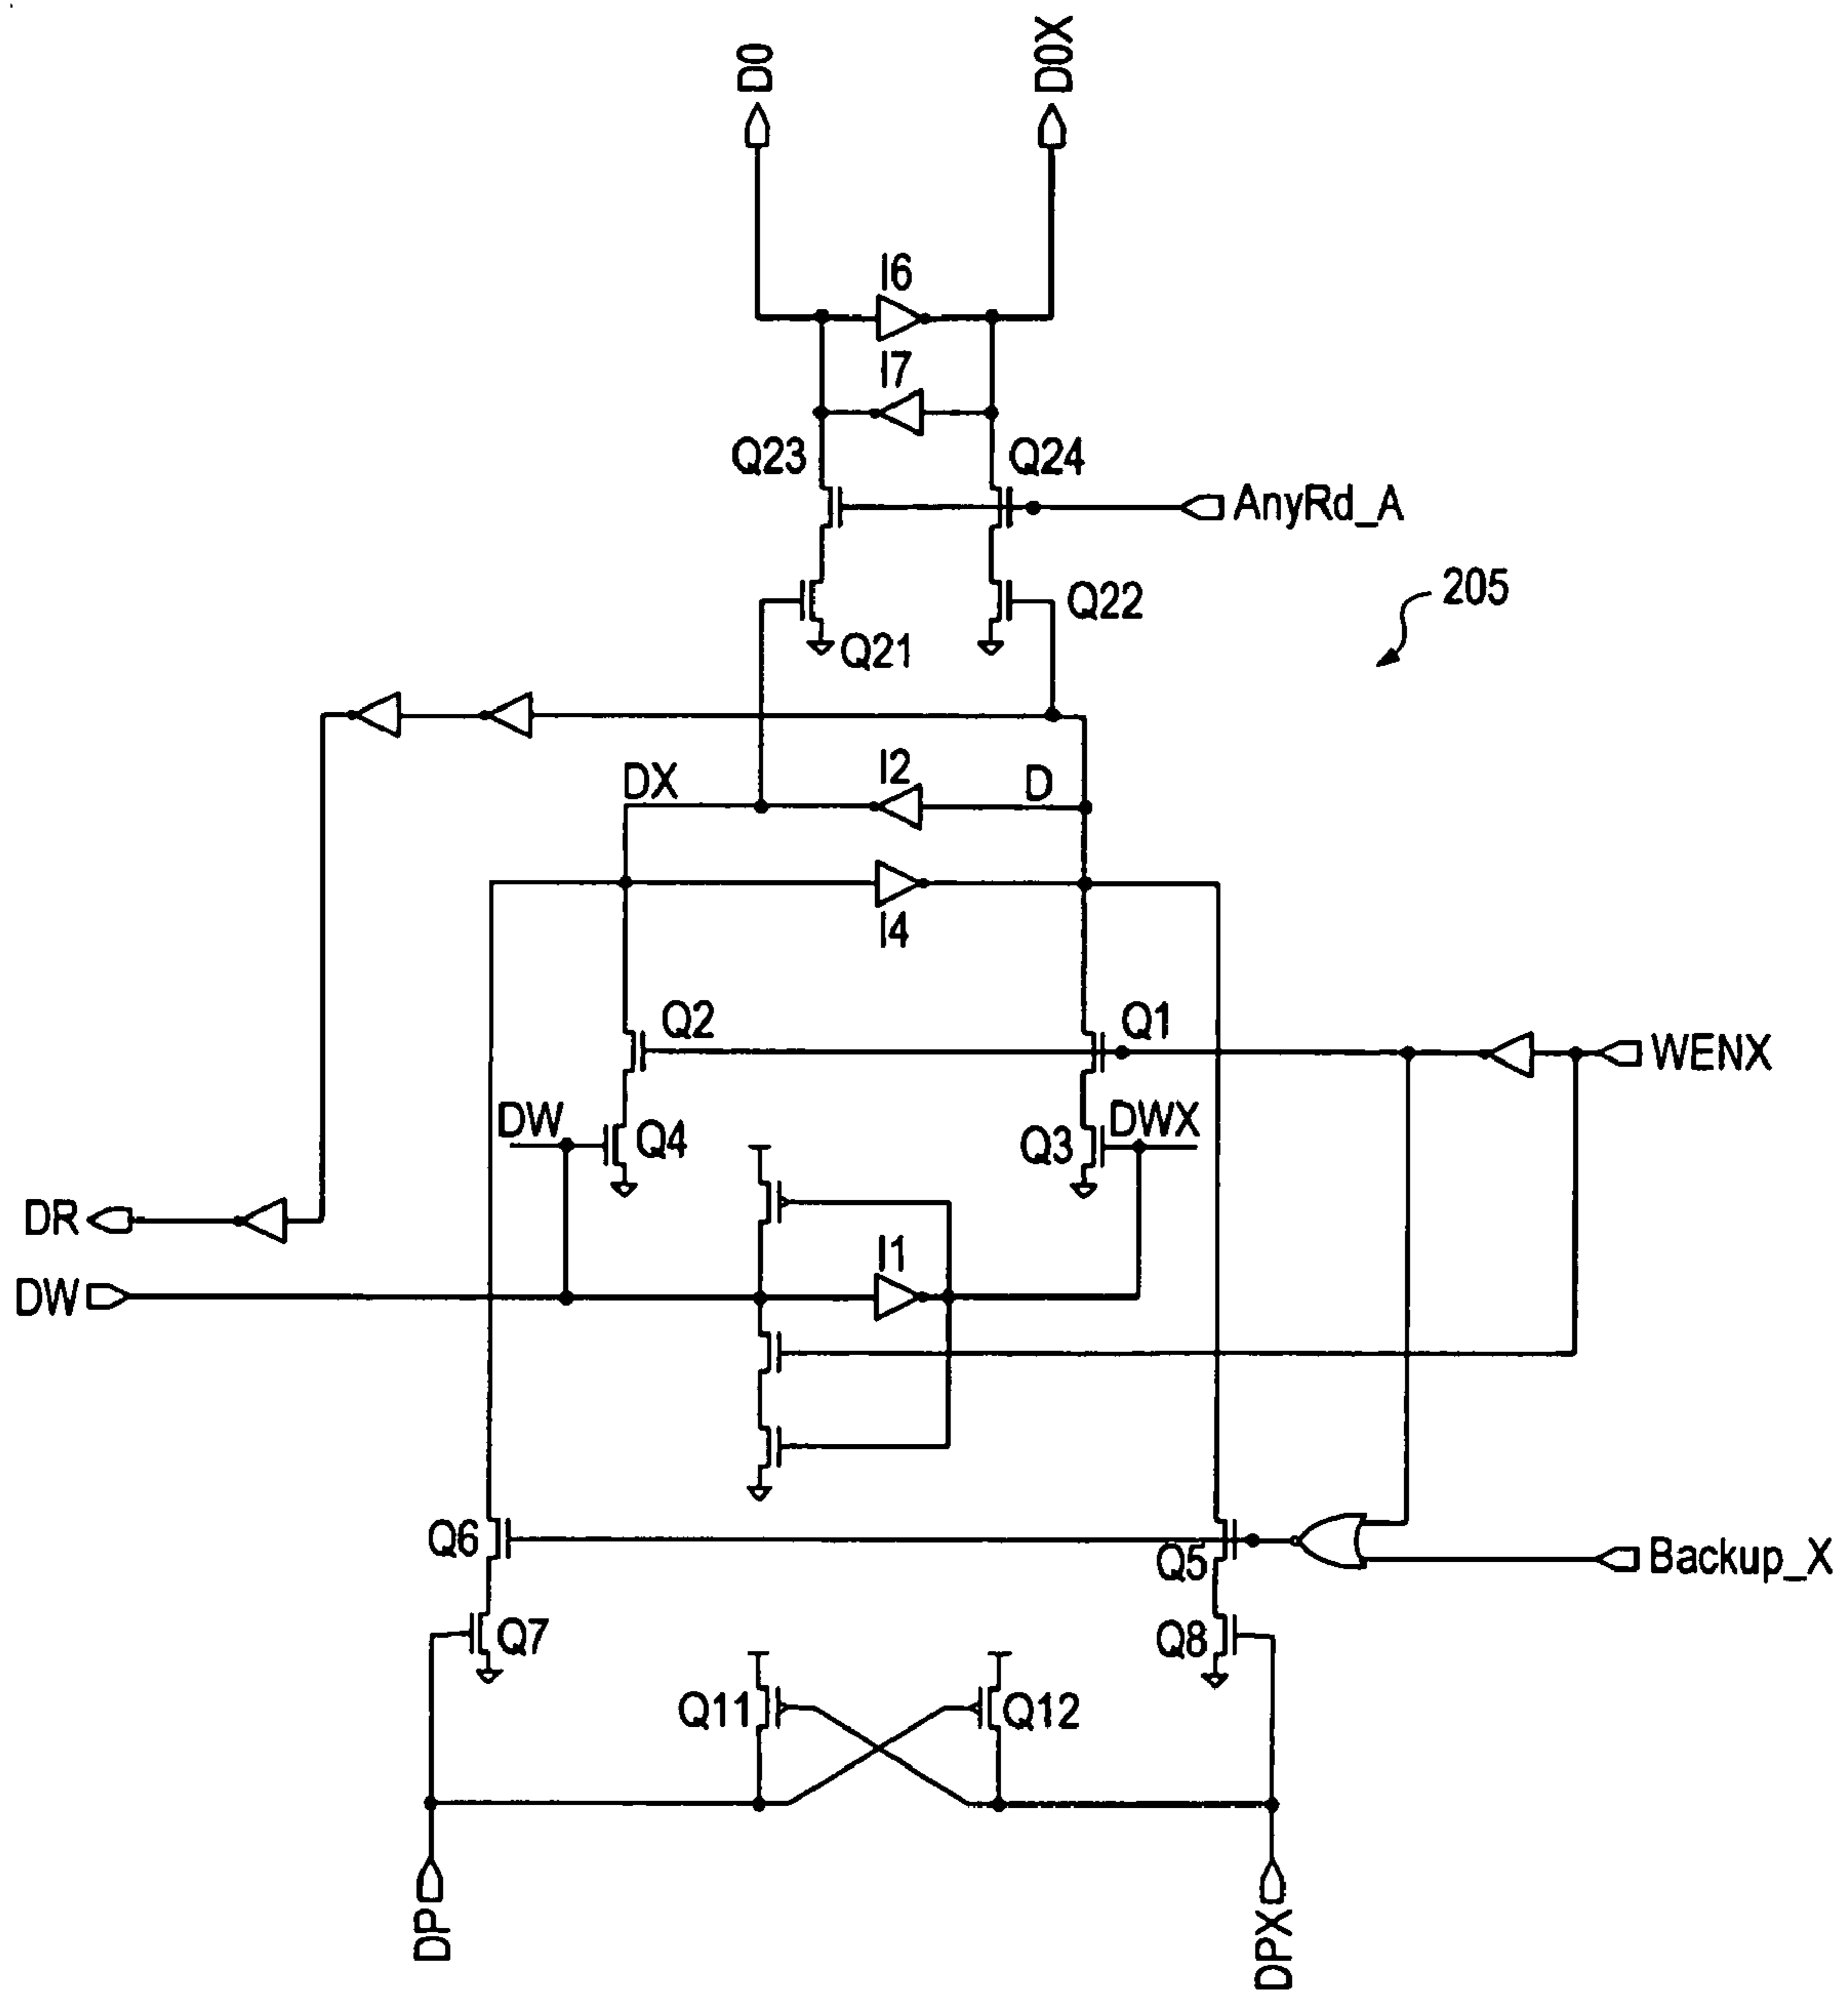 D0
D0X
I6
I7
Q23
Q24
AnyRd_A
205
Q22
Q21
DX
I2
D
I4
Q2
Q1
WENX
DW
Q4
Q3
DWX
DR
I1
DW
Q6
Q5
Backup_X
Q7
Q8
Q11
Q12
DP
DPX